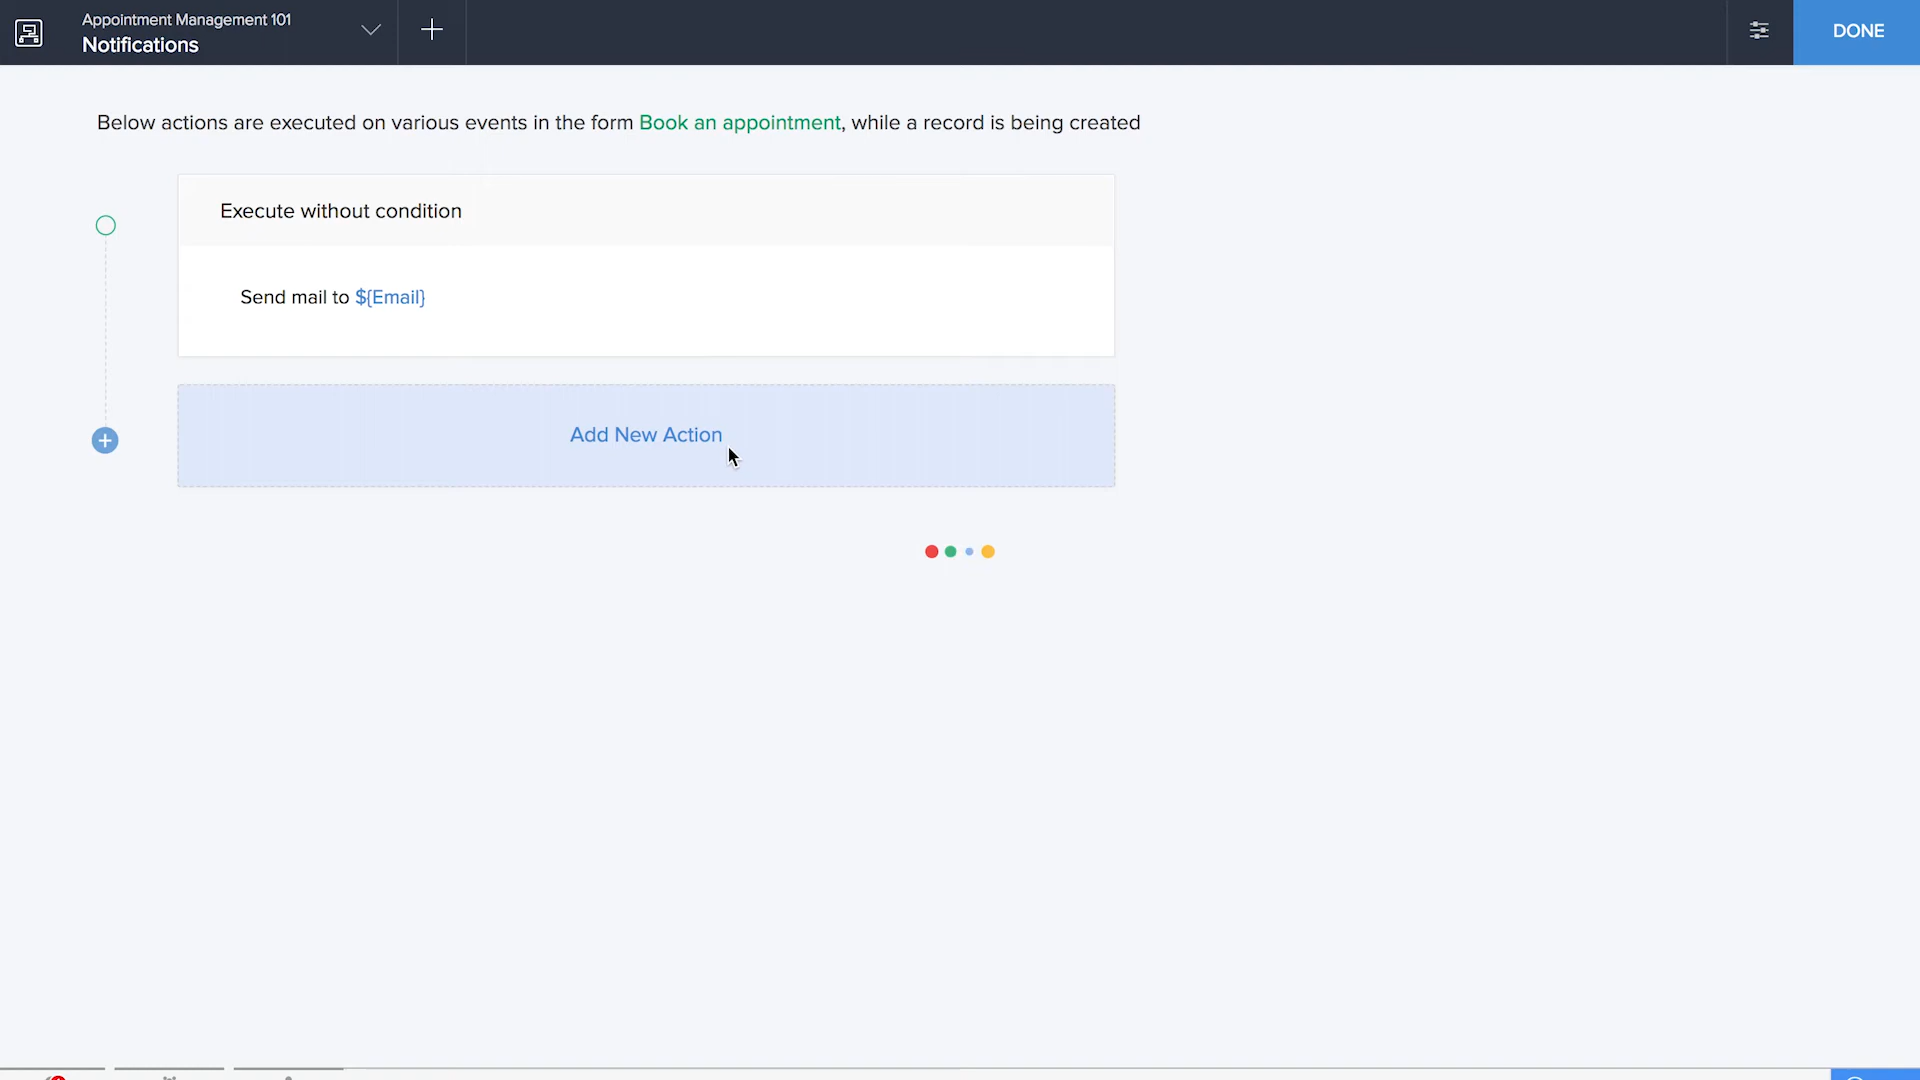 Appointment Management 101
Notifications
DONE
Below actions are executed on various events in the form Book an appointment, while a record is being created
Execute without condition
Send mail to ${Email}
Add New Action